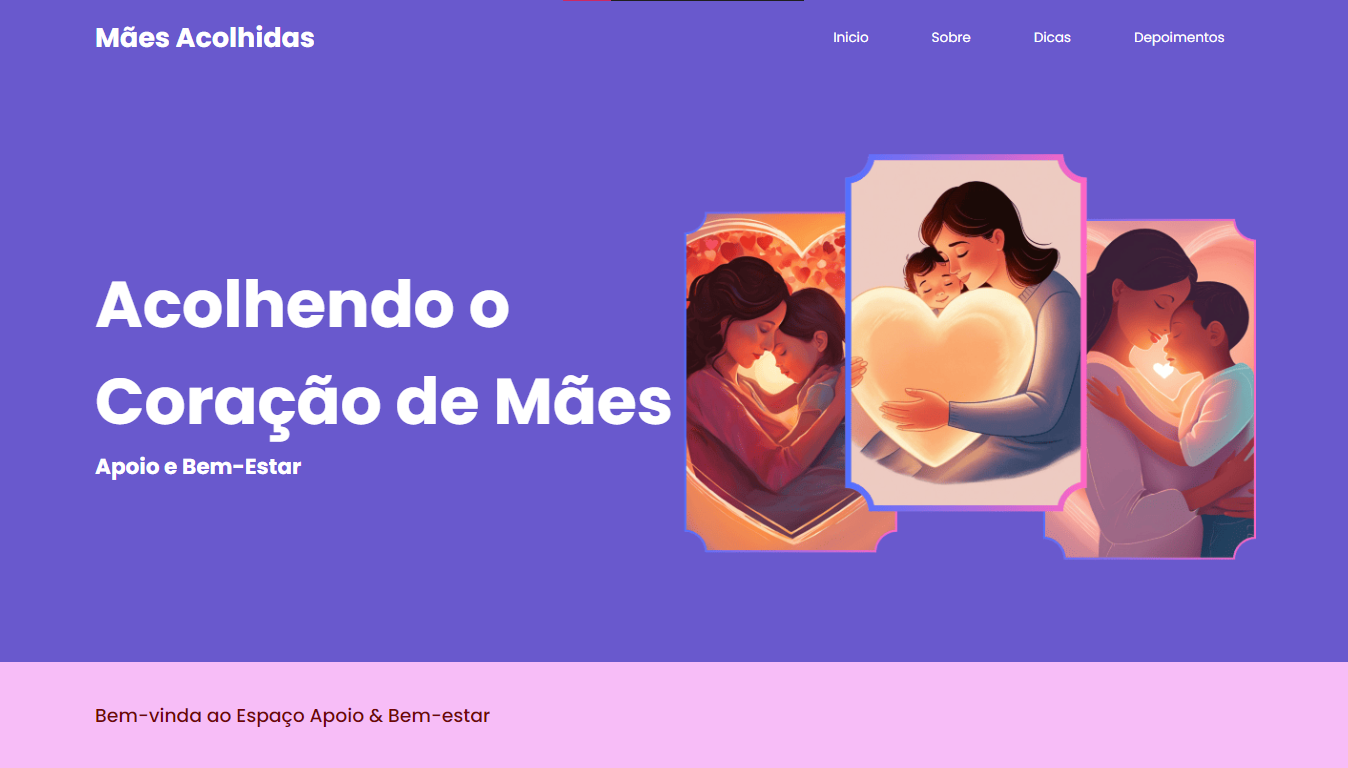 Mães Acolhidas
Inicio Sobre Dicas Depoimentos
Acolhendo o
Coração de Mães
Apoio e Bem-Estar
Bem-vinda ao Espaço Apoio & Bem-estar